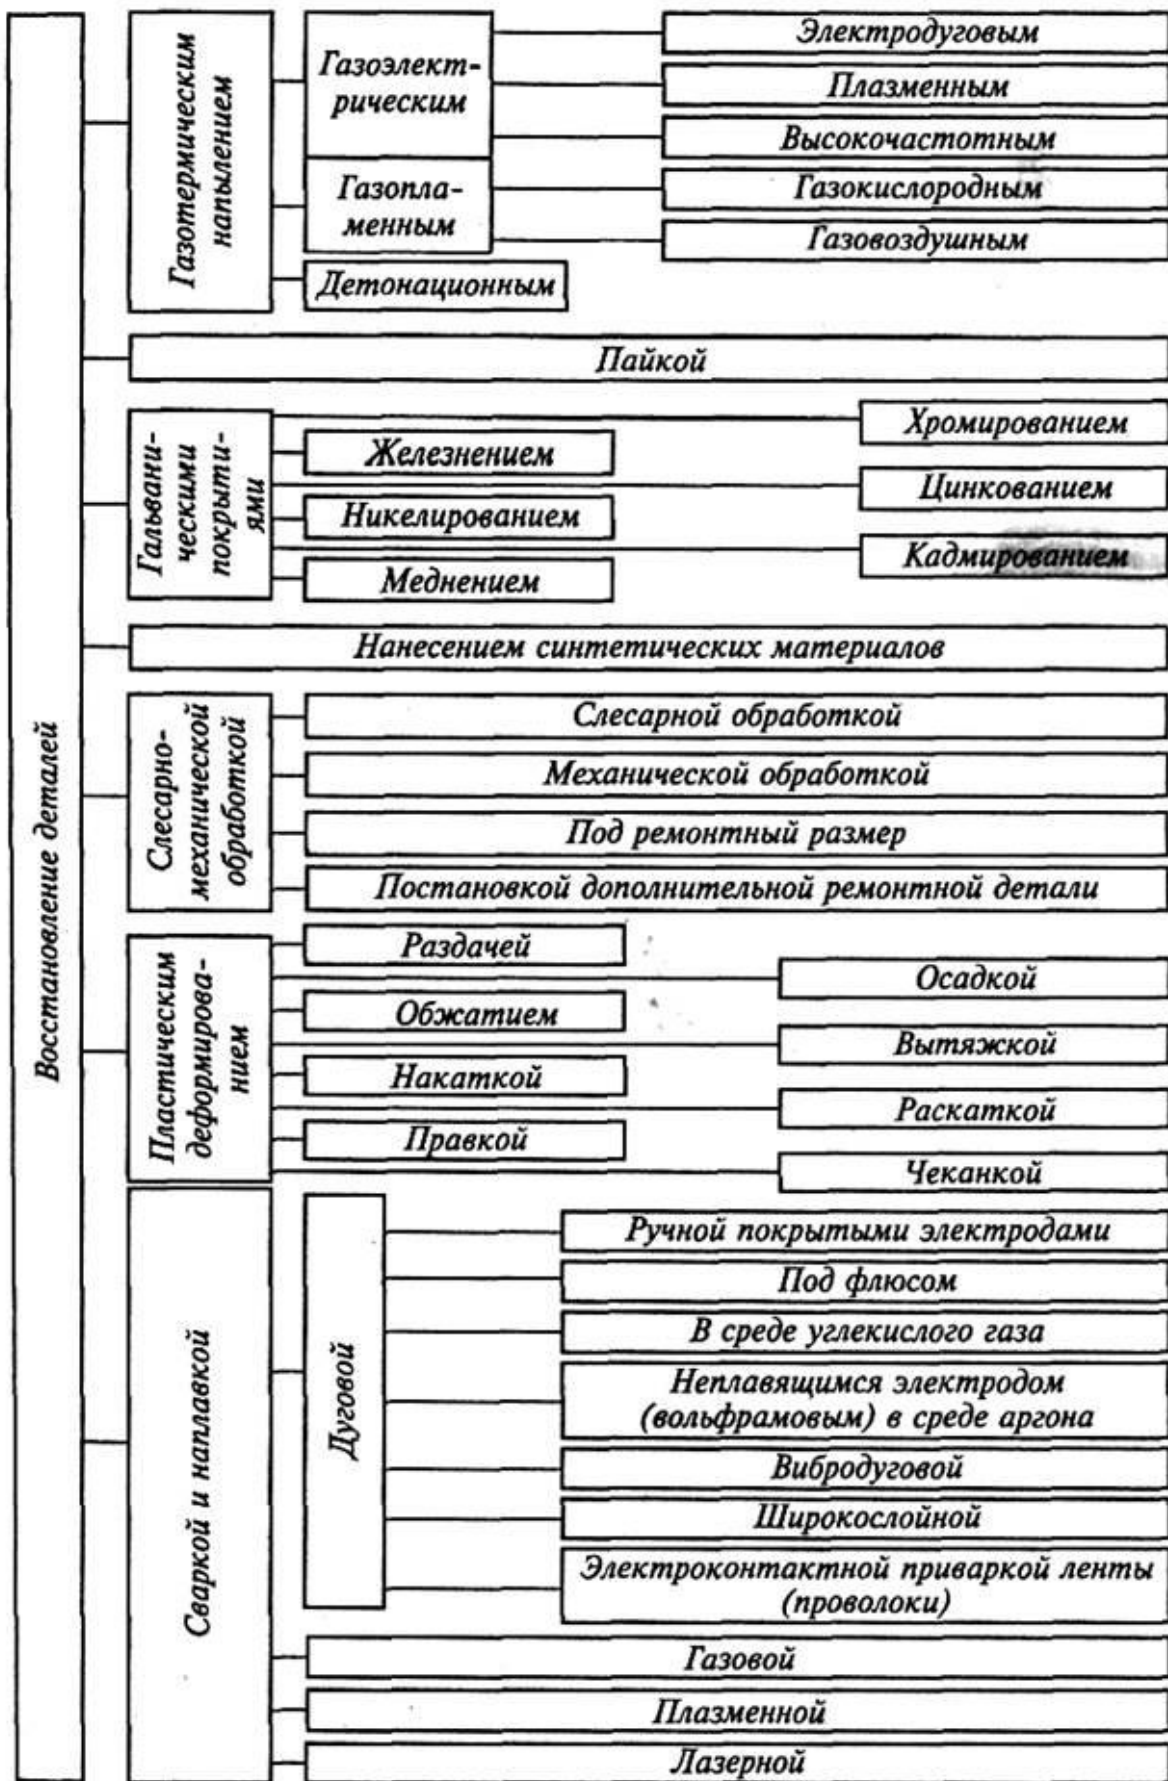 Восстановление деталей
Газотермическим
напылением
Газоэлект-
рическим
Электродуговым
Плазменным
Высокочастотным
Газопла-
менным
Газокислородным
Газовоздушным
Детонационным
Пайкой
Гальвани-
ческими
покрыти-
ями
Хромированием
Железнением
Цинкованием
Никелированием
Кадмированием
Меднением
Нанесением синтетических материалов
Слесарно-
механической
обработкой
Слесарной обработкой
Механической обработкой
Под ремонтный размер
Постановкой дополнительной ремонтной детали
Пластическим
деформирова-
нием
Раздачей
Осадкой
Обжатием
Вытяжкой
Накаткой
Раскаткой
Правкой
Чеканкой
Сваркой и наплавкой
Дуговой
Ручной покрытыми электродами
Под флюсом
В среде углекислого газа
Неплавящимся электродом
(вольфрамовым) в среде аргона
Вибродуговой
Широкослойной
Электроконтактной приваркой ленты
(проволоки)
Газовой
Плазменной
Лазерной